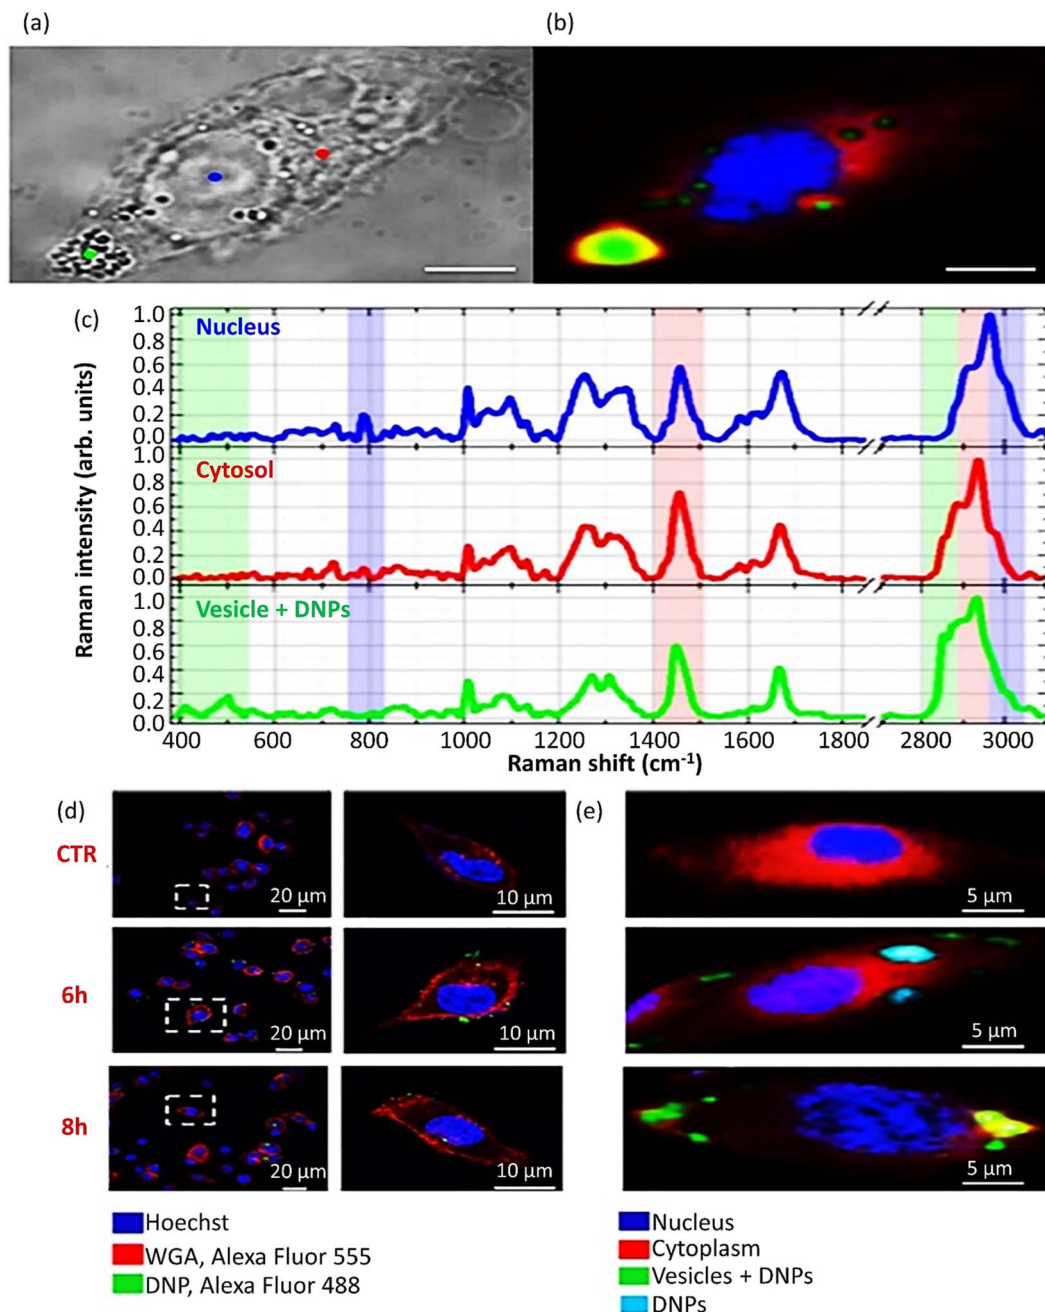 (a)
(b)
(c)
Raman intensity (arb. units)
1.0
0.8
0.6
0.4
0.2
0.0
Nucleus
1.0
0.8
0.6
0.4
0.2
0.0
Cytosol
1.0
0.8
0.6
0.4
0.2
0.0
Vesicle + DNPs
400 600 800 1000 1200 1400 1600 1800 2800 3000
Raman shift (cm⁻¹)
(d)
(e)
CTR
20 μm
10 μm
5 μm
6h
20 μm
10 μm
5 μm
8h
20 μm
10 μm
5 μm
Hoechst
WGA, Alexa Fluor 555
DNP, Alexa Fluor 488
Nucleus
Cytoplasm
Vesicles + DNPs
DNPs